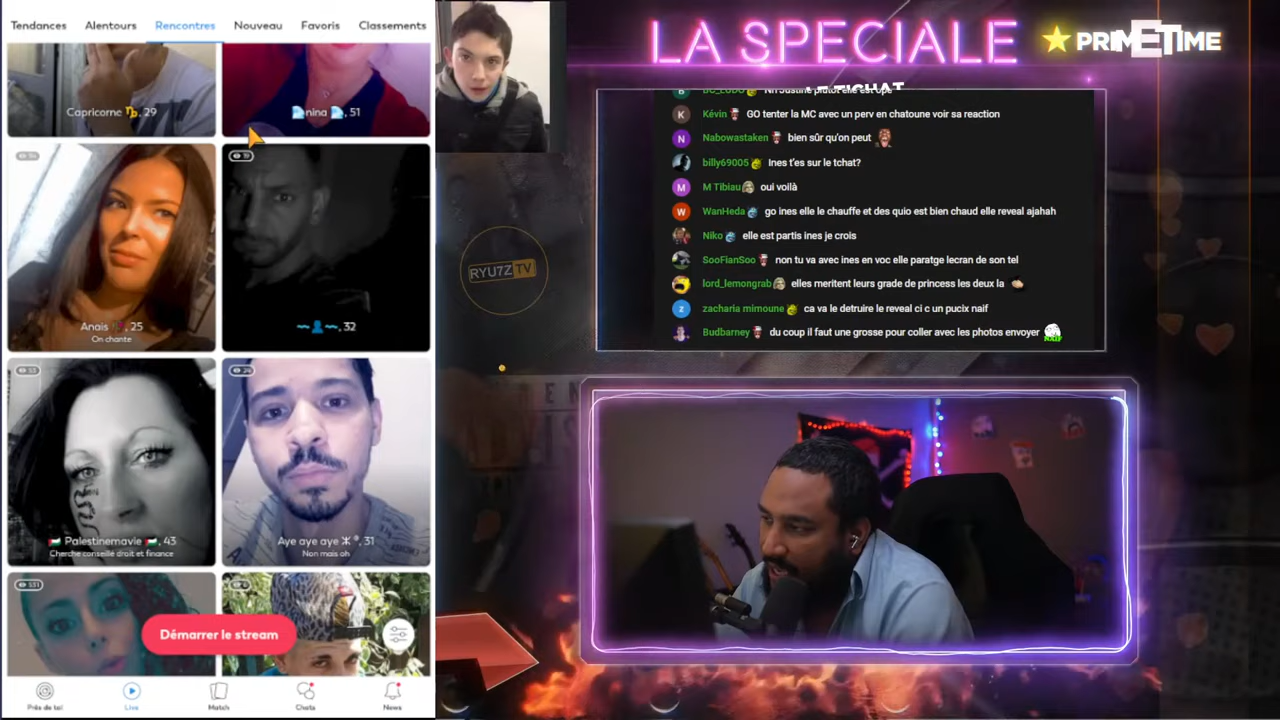 Tendances Alentours Rencontres Nouveau Favoris Classements
Capricorne ♑, 29
nina, 51
Anais 🌹, 25
On chante
〰️👤〰️, 32
53
24
🇵🇸 Palestinemavie 🇵🇸, 43
Cherche conseillé droit et finance
Aye aye aye Ж °, 31
Non mais oh
531
Démarrer le stream
Près de toi
Live
Match
Chats
News
LA SPECIALE
PRIMETIME
TCHAT
RYU7Z TV
Kévin GO tenter la MC avec un perv en chatoune voir sa reaction
Nabowastaken bien sûr qu'on peut
billy69005 Ines t'es sur le tchat?
M Tibiau oui voilà
WanHeda go ines elle le chauffe et des quio est bien chaud elle reveal ajahah
Niko elle est partis ines je crois
SooFianSoo non tu va avec ines en voc elle paratge lecran de son tel
lord_lemongrab elles meritent leurs grade de princess les deux la
zacharia mimoune ca va le detruire le reveal ci c un pucix naif
Budbarney du coup il faut une grosse pour coller avec les photos envoyer